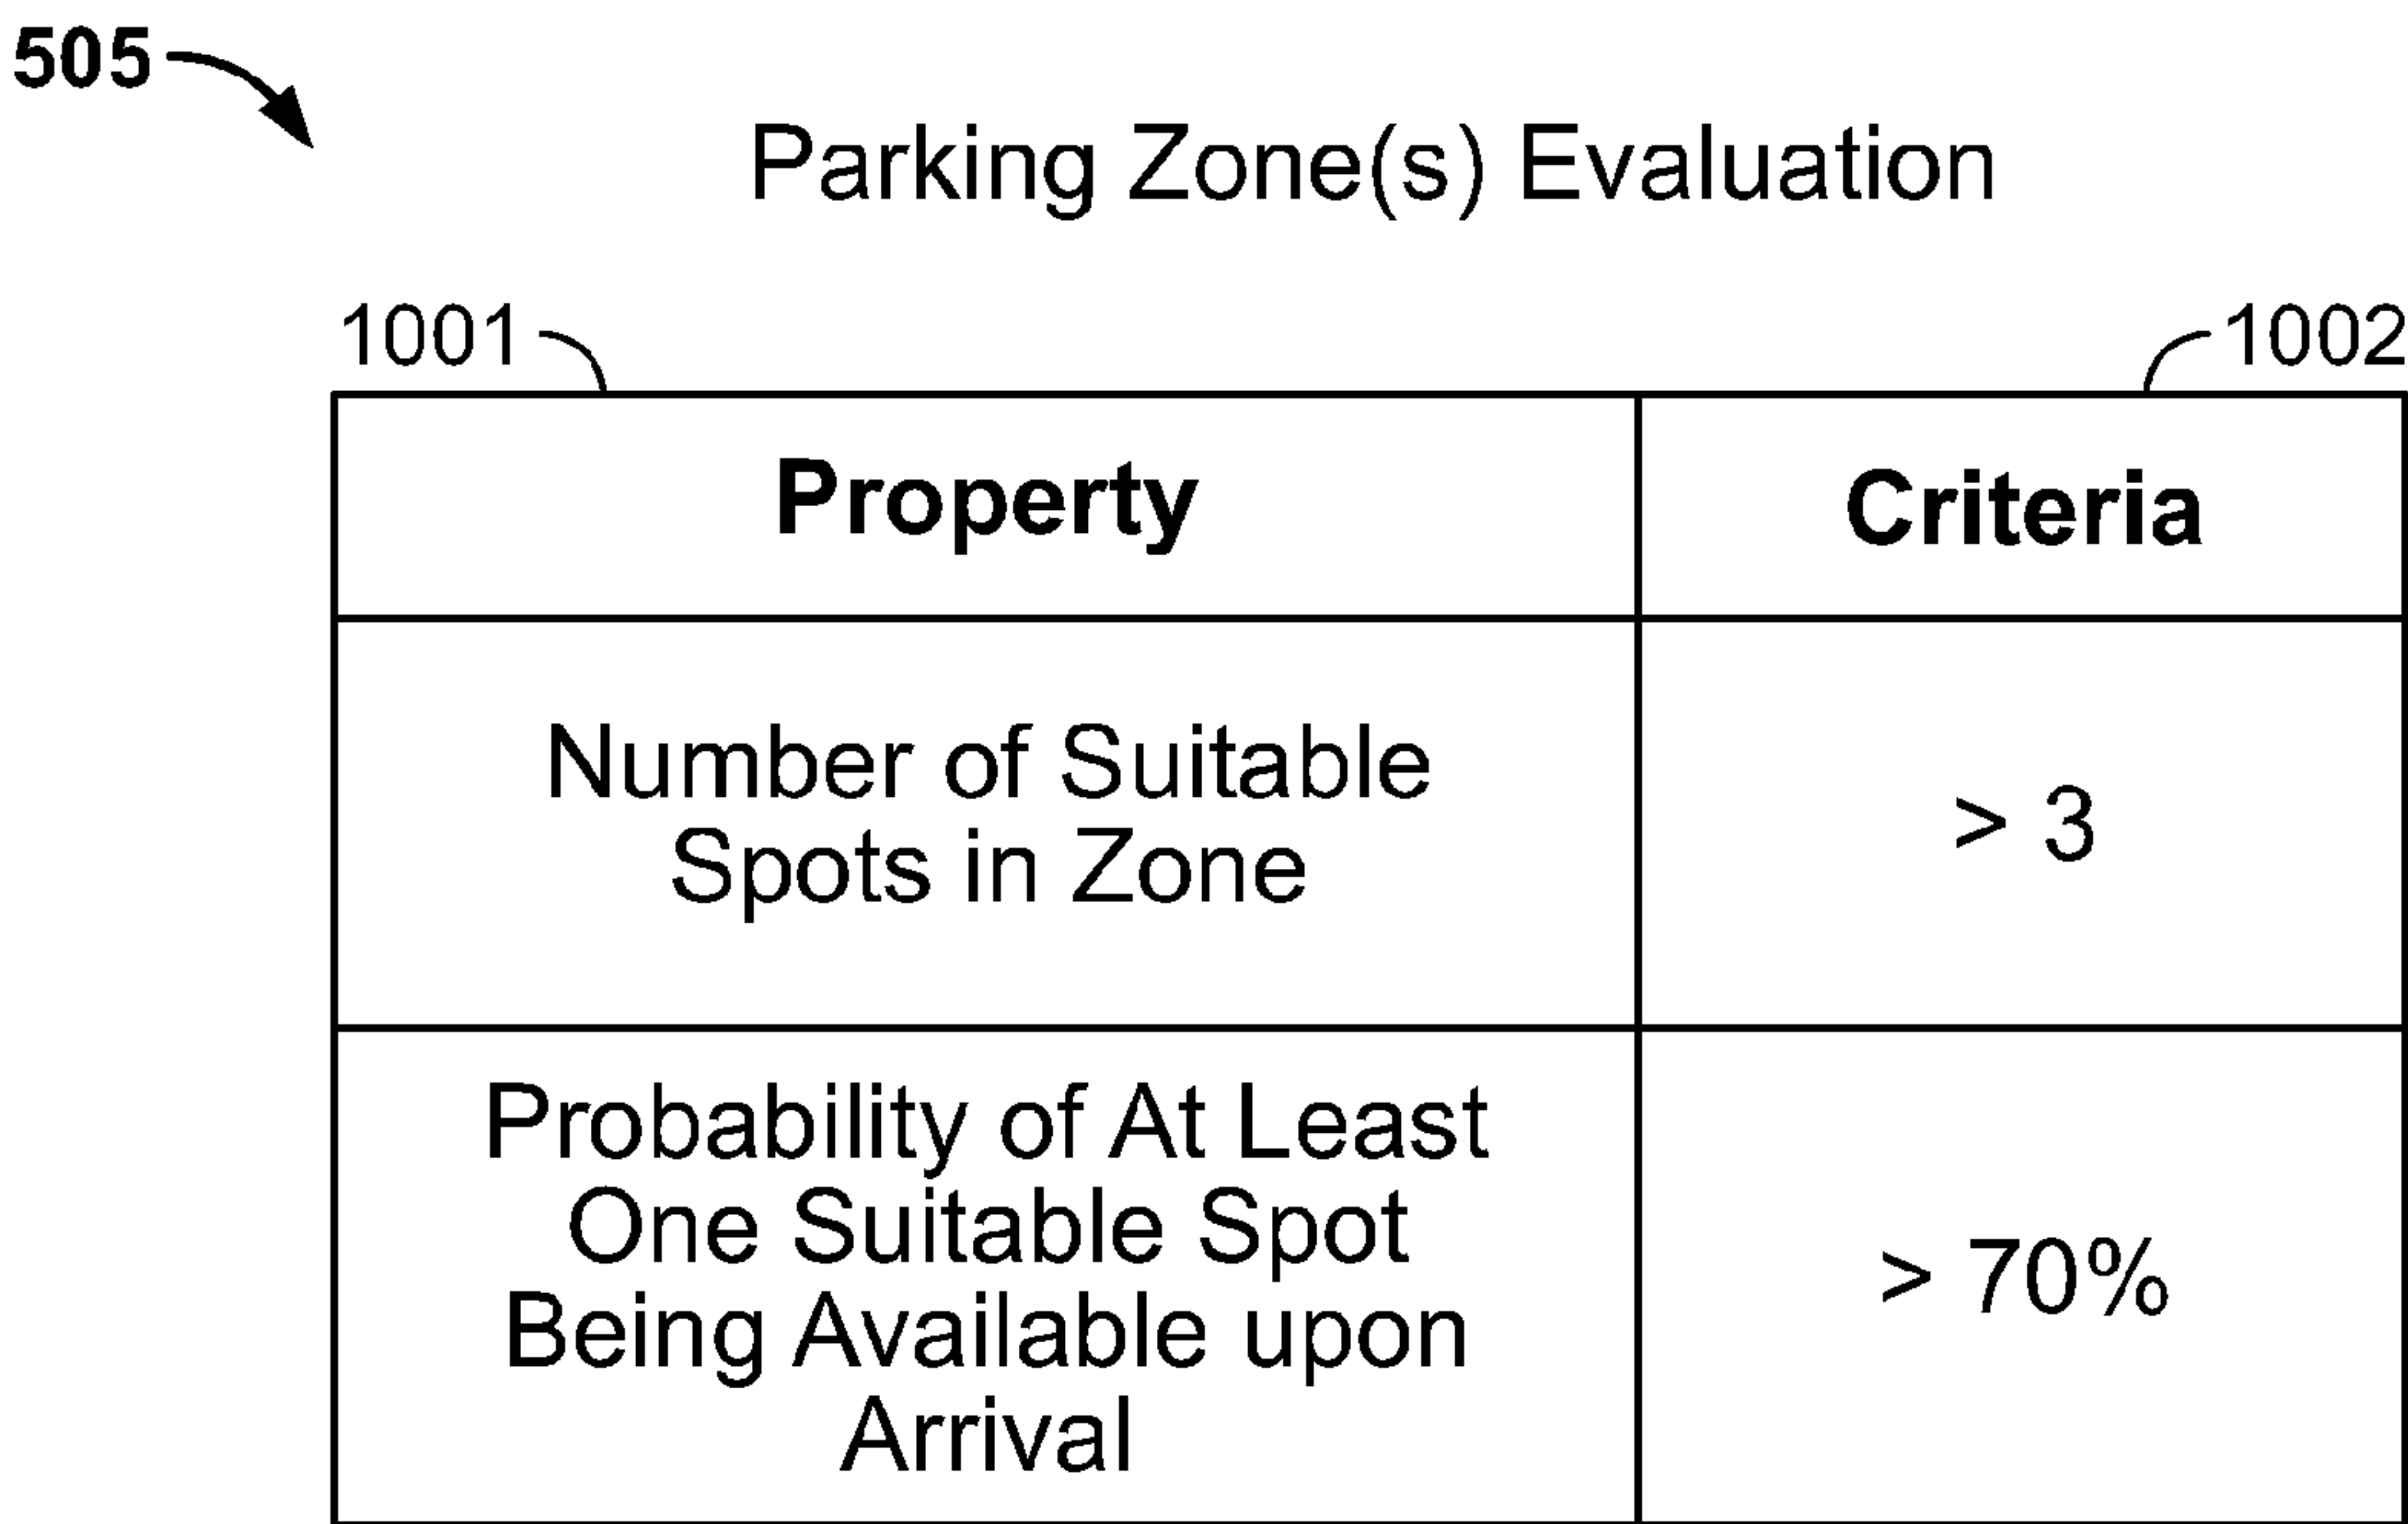 505
Parking Zone(s) Evaluation
1001
1002
Property
Criteria
Number of Suitable
Spots in Zone
> 3
Probability of At Least
One Suitable Spot
Being Available upon
Arrival
> 70%